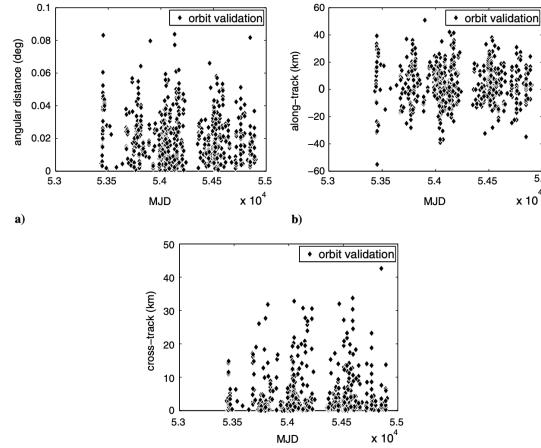 0.1
0.08
0.06
0.04
0.02
0
angular distance (deg)
orbit validation
5.3
5.35
5.4
5.45
5.5
MJD
x 10^4
a)
60
40
20
0
−20
−40
−60
along−track (km)
orbit validation
5.3
5.35
5.4
5.45
5.5
MJD
x 10^4
b)
50
40
30
20
10
0
cross−track (km)
orbit validation
5.3
5.35
5.4
5.45
5.5
MJD
x 10^4